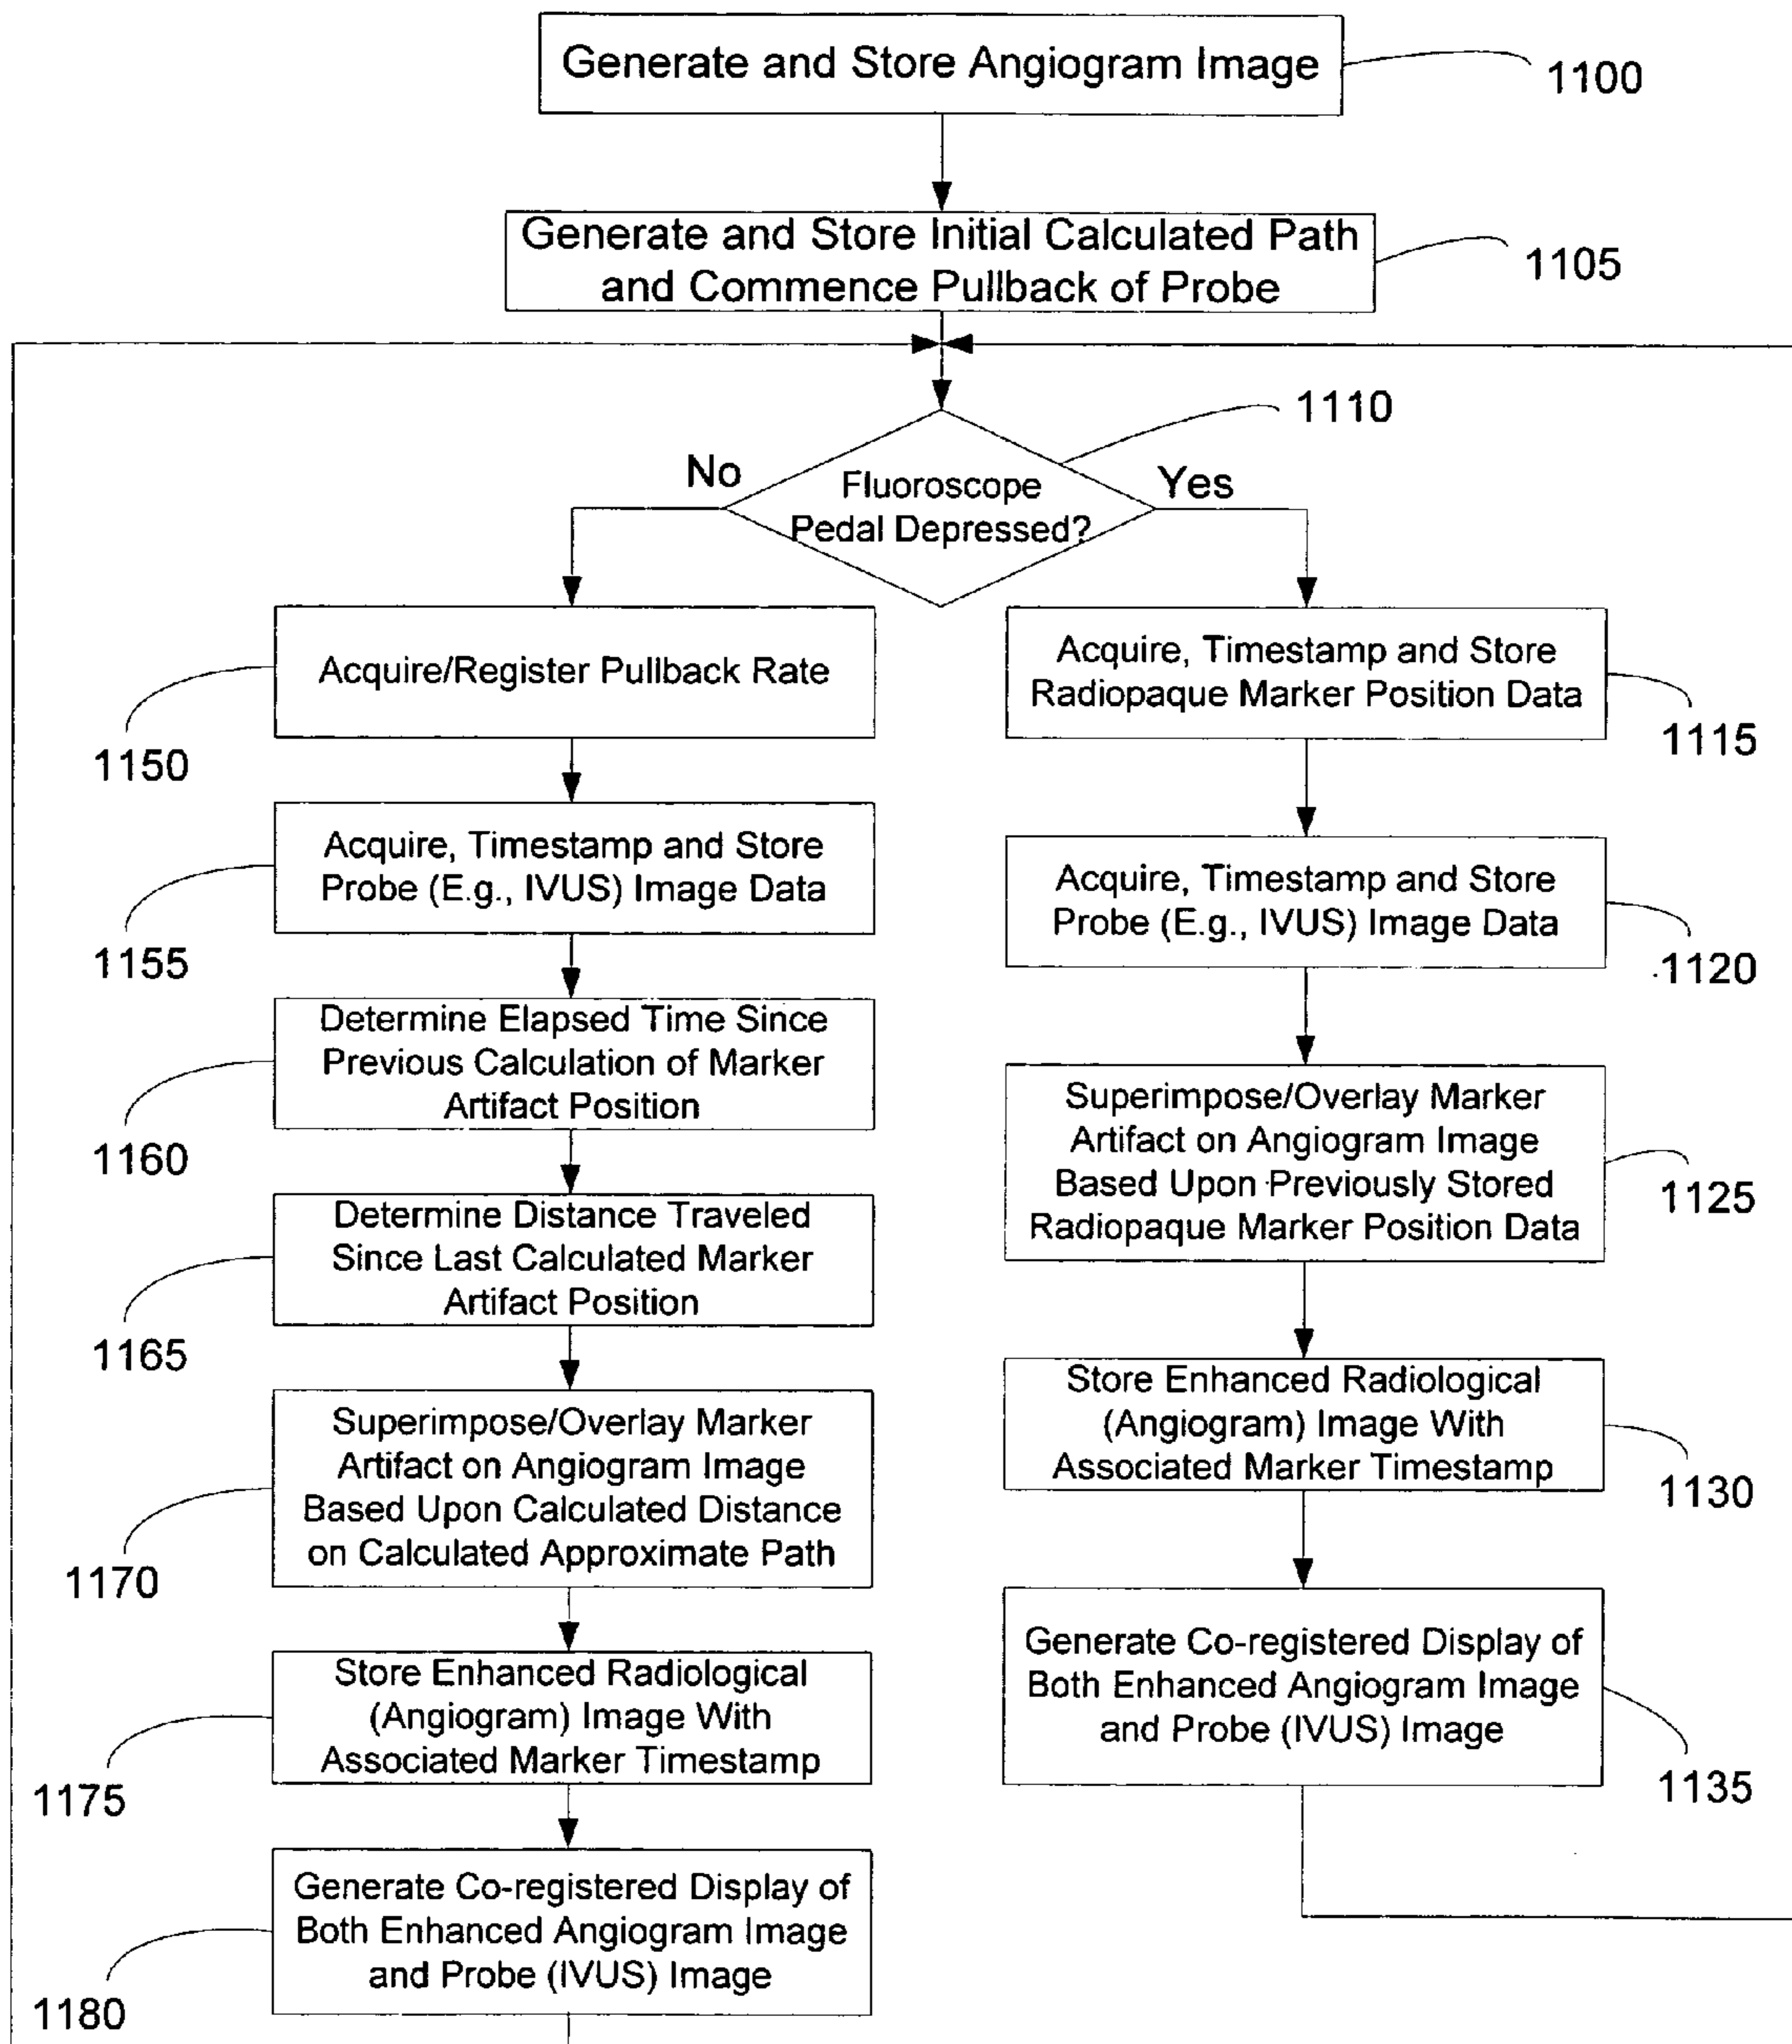 Generate and Store Angiogram Image
1100
Generate and Store Initial Calculated Path
and Commence Pullback of Probe
1105
1110
Fluoroscope
Pedal Depressed?
No
Yes
Acquire/Register Pullback Rate
1150
Acquire, Timestamp and Store
Probe (E.g., IVUS) Image Data
1155
Determine Elapsed Time Since
Previous Calculation of Marker
Artifact Position
1160
Determine Distance Traveled
Since Last Calculated Marker
Artifact Position
1165
Superimpose/Overlay Marker
Artifact on Angiogram Image
Based Upon Calculated Distance
on Calculated Approximate Path
1170
Store Enhanced Radiological
(Angiogram) Image With
Associated Marker Timestamp
1175
Generate Co-registered Display of
Both Enhanced Angiogram Image
and Probe (IVUS) Image
1180
Acquire, Timestamp and Store
Radiopaque Marker Position Data
1115
Acquire, Timestamp and Store
Probe (E.g., IVUS) Image Data
1120
Superimpose/Overlay Marker
Artifact on Angiogram Image
Based Upon Previously Stored
Radiopaque Marker Position Data
1125
Store Enhanced Radiological
(Angiogram) Image With
Associated Marker Timestamp
1130
Generate Co-registered Display of
Both Enhanced Angiogram Image
and Probe (IVUS) Image
1135